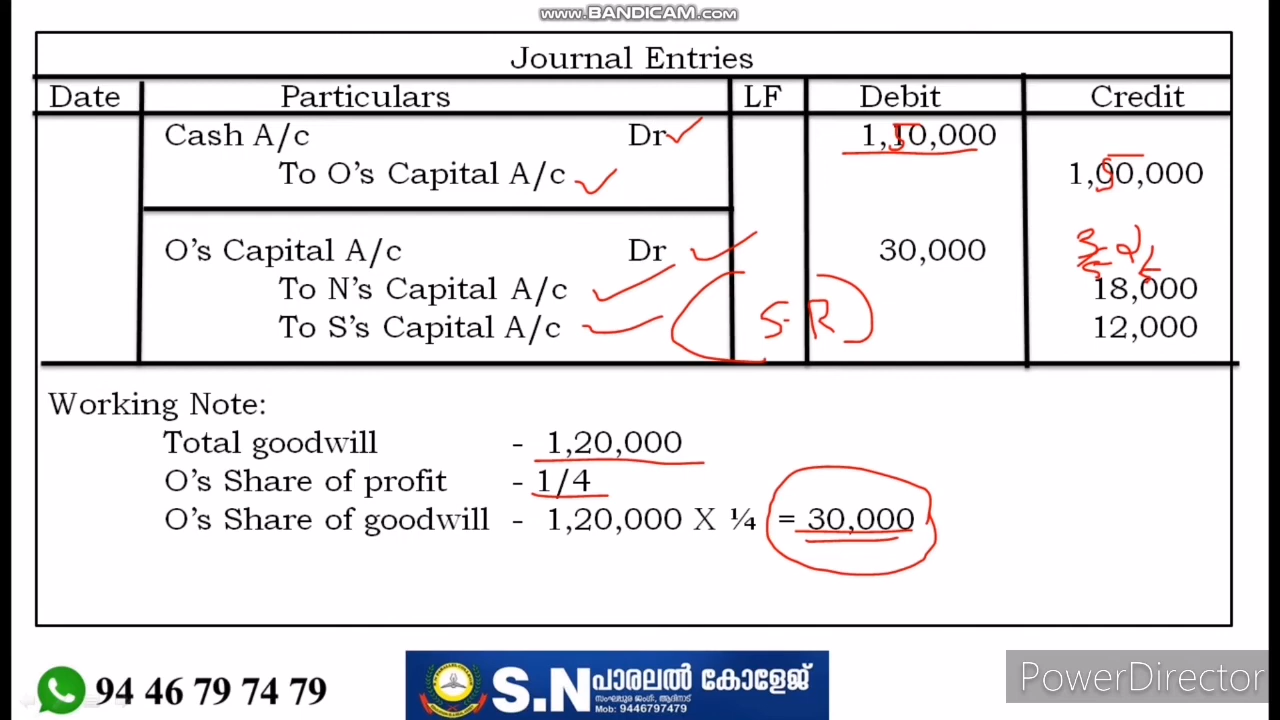 www.BANDICAM.com
Journal Entries
Date Particulars LF Debit Credit
Cash A/c Dr 1,10,000
To O's Capital A/c 1,00,000
O's Capital A/c Dr 30,000
To N's Capital A/c 18,000
To S's Capital A/c 12,000
S.R
Working Note:
Total goodwill - 1,20,000
O's Share of profit - 1/4
O's Share of goodwill - 1,20,000 X ¼ = 30,000
94 46 79 74 79
S.N പാരലൽ കോളേജ്
Mob: 9446797479
PowerDirector